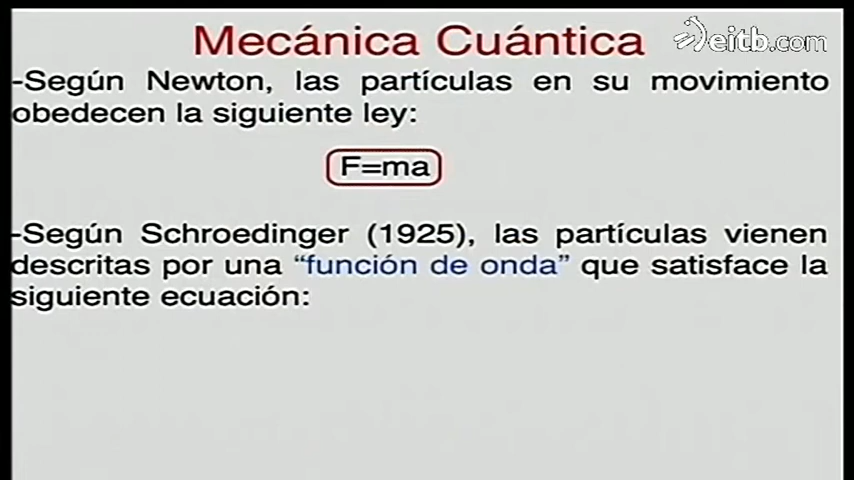 Mecánica Cuántica
eitb.com
-Según Newton, las partículas en su movimiento
obedecen la siguiente ley:
F=ma
-Según Schroedinger (1925), las partículas vienen
descritas por una “función de onda” que satisface la
siguiente ecuación: